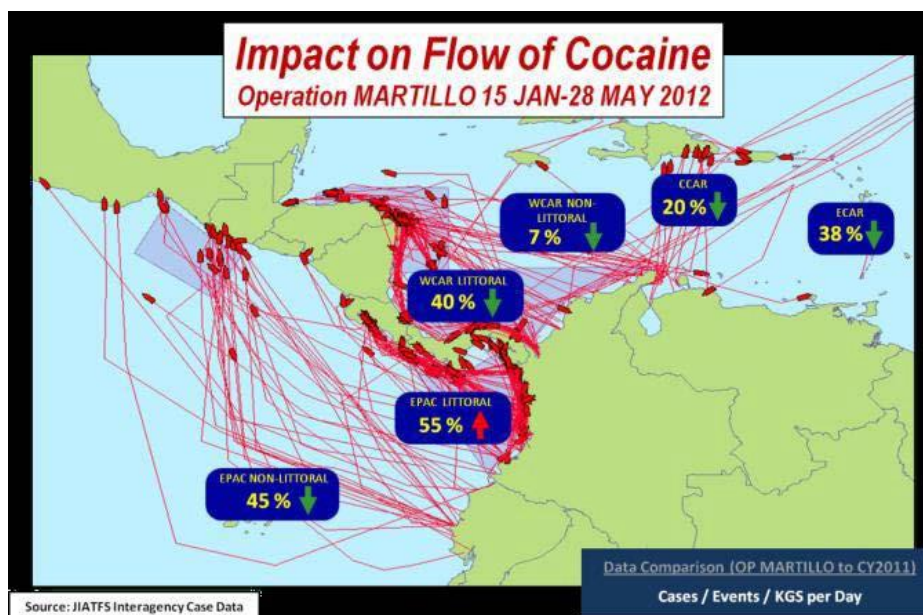 Impact on Flow of Cocaine
Operation MARTILLO 15 JAN-28 MAY 2012
WCAR NON-
LITTORAL
7 %
CCAR
20 %
ECAR
38 %
WCAR LITTORAL
40 %
EPAC LITTORAL
55 %
EPAC NON-LITTORAL
45 %
Data Comparison (OP MARTILLO to CY2011)
Cases / Events / KGS per Day
Source: JIATFS Interagency Case Data